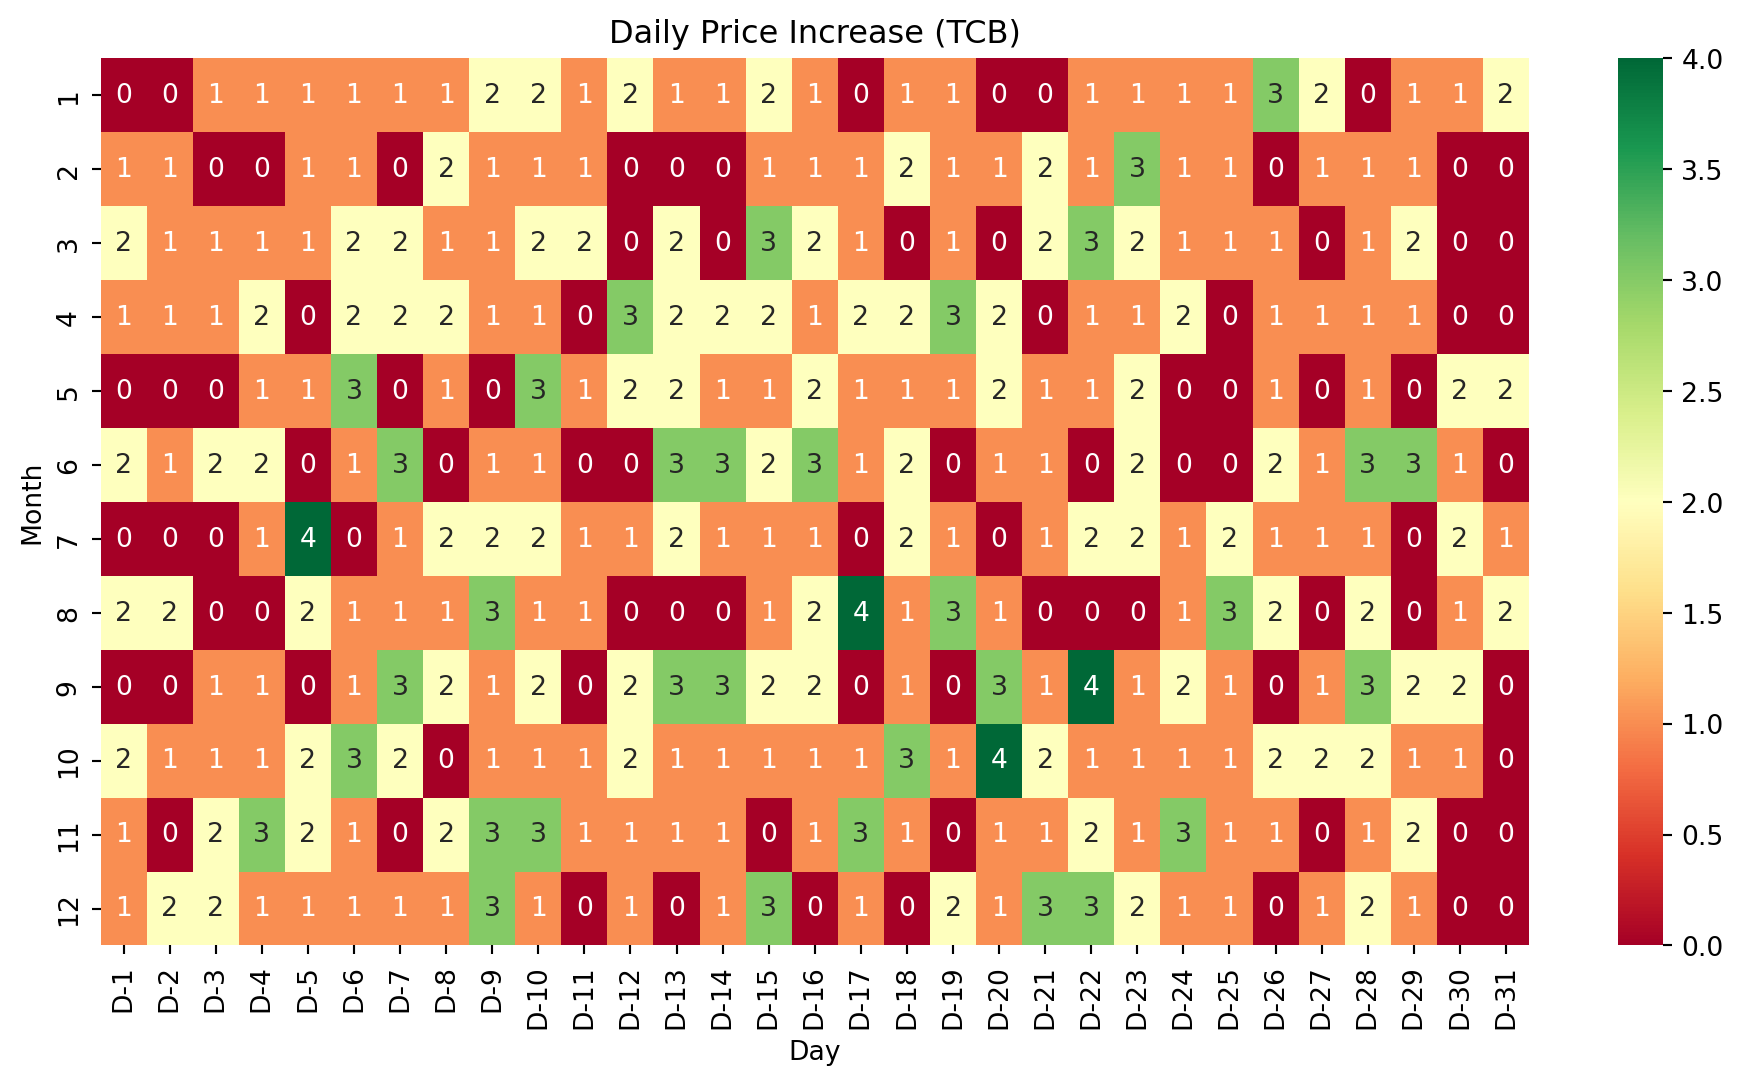 Daily Price Increase (TCB)
Month
1 0 0 1 1 1 1 1 1 2 2 1 2 1 1 2 1 0 1 1 0 0 1 1 1 1 3 2 0 1 1 2
2 1 1 0 0 1 1 0 2 1 1 1 0 0 0 1 1 1 2 1 1 2 1 3 1 1 0 1 1 1 0 0
3 2 1 1 1 1 2 2 1 1 2 2 0 2 0 3 2 1 0 1 0 2 3 2 1 1 1 0 1 2 0 0
4 1 1 1 2 0 2 2 2 1 1 0 3 2 2 2 1 2 2 3 2 0 1 1 2 0 1 1 1 1 0 0
5 0 0 0 1 1 3 0 1 0 3 1 2 2 1 1 2 1 1 1 2 1 1 2 0 0 1 0 1 0 2 2
6 2 1 2 2 0 1 3 0 1 1 0 0 3 3 2 3 1 2 0 1 1 0 2 0 0 2 1 3 3 1 0
7 0 0 0 1 4 0 1 2 2 2 1 1 2 1 1 1 0 2 1 0 1 2 2 1 2 1 1 1 0 2 1
8 2 2 0 0 2 1 1 1 3 1 1 0 0 0 1 2 4 1 3 1 0 0 0 1 3 2 0 2 0 1 2
9 0 0 1 1 0 1 3 2 1 2 0 2 3 3 2 2 0 1 0 3 1 4 1 2 1 0 1 3 2 2 0
10 2 1 1 1 2 3 2 0 1 1 1 2 1 1 1 1 1 3 1 4 2 1 1 1 1 2 2 2 1 1 0
11 1 0 2 3 2 1 0 2 3 3 1 1 1 1 0 1 3 1 0 1 1 2 1 3 1 1 0 1 2 0 0
12 1 2 2 1 1 1 1 1 3 1 0 1 0 1 3 0 1 0 2 1 3 3 2 1 1 0 1 2 1 0 0
D-1 D-2 D-3 D-4 D-5 D-6 D-7 D-8 D-9 D-10 D-11 D-12 D-13 D-14 D-15 D-16 D-17 D-18 D-19 D-20 D-21 D-22 D-23 D-24 D-25 D-26 D-27 D-28 D-29 D-30 D-31
Day
4.0
3.5
3.0
2.5
2.0
1.5
1.0
0.5
0.0